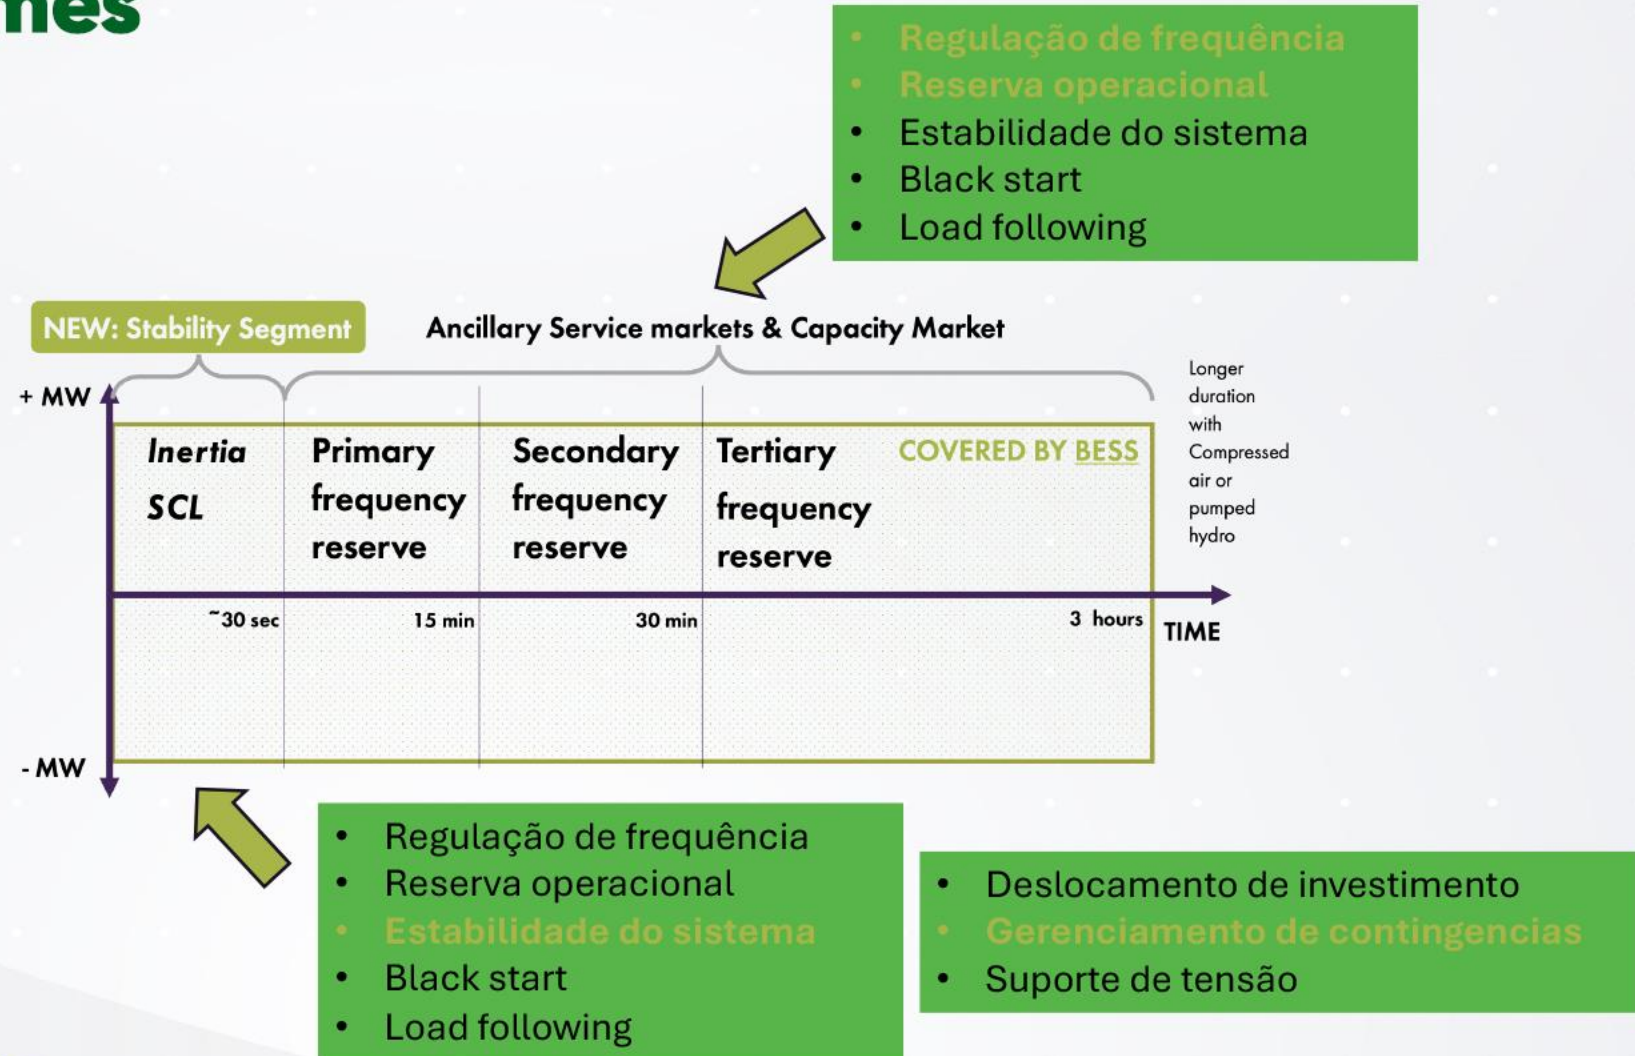 • Regulação de frequência
• Reserva operacional
• Estabilidade do sistema
• Black start
• Load following
NEW: Stability Segment
Ancillary Service markets & Capacity Market
+ MW
Inertia
SCL
Primary
frequency
reserve
Secondary
frequency
reserve
Tertiary
frequency
reserve
COVERED BY BESS
Longer
duration
with
Compressed
air or
pumped
hydro
~30 sec
15 min
30 min
3 hours
TIME
- MW
• Regulação de frequência
• Reserva operacional
• Estabilidade do sistema
• Black start
• Load following
• Deslocamento de investimento
• Gerenciamento de contingencias
• Suporte de tensão